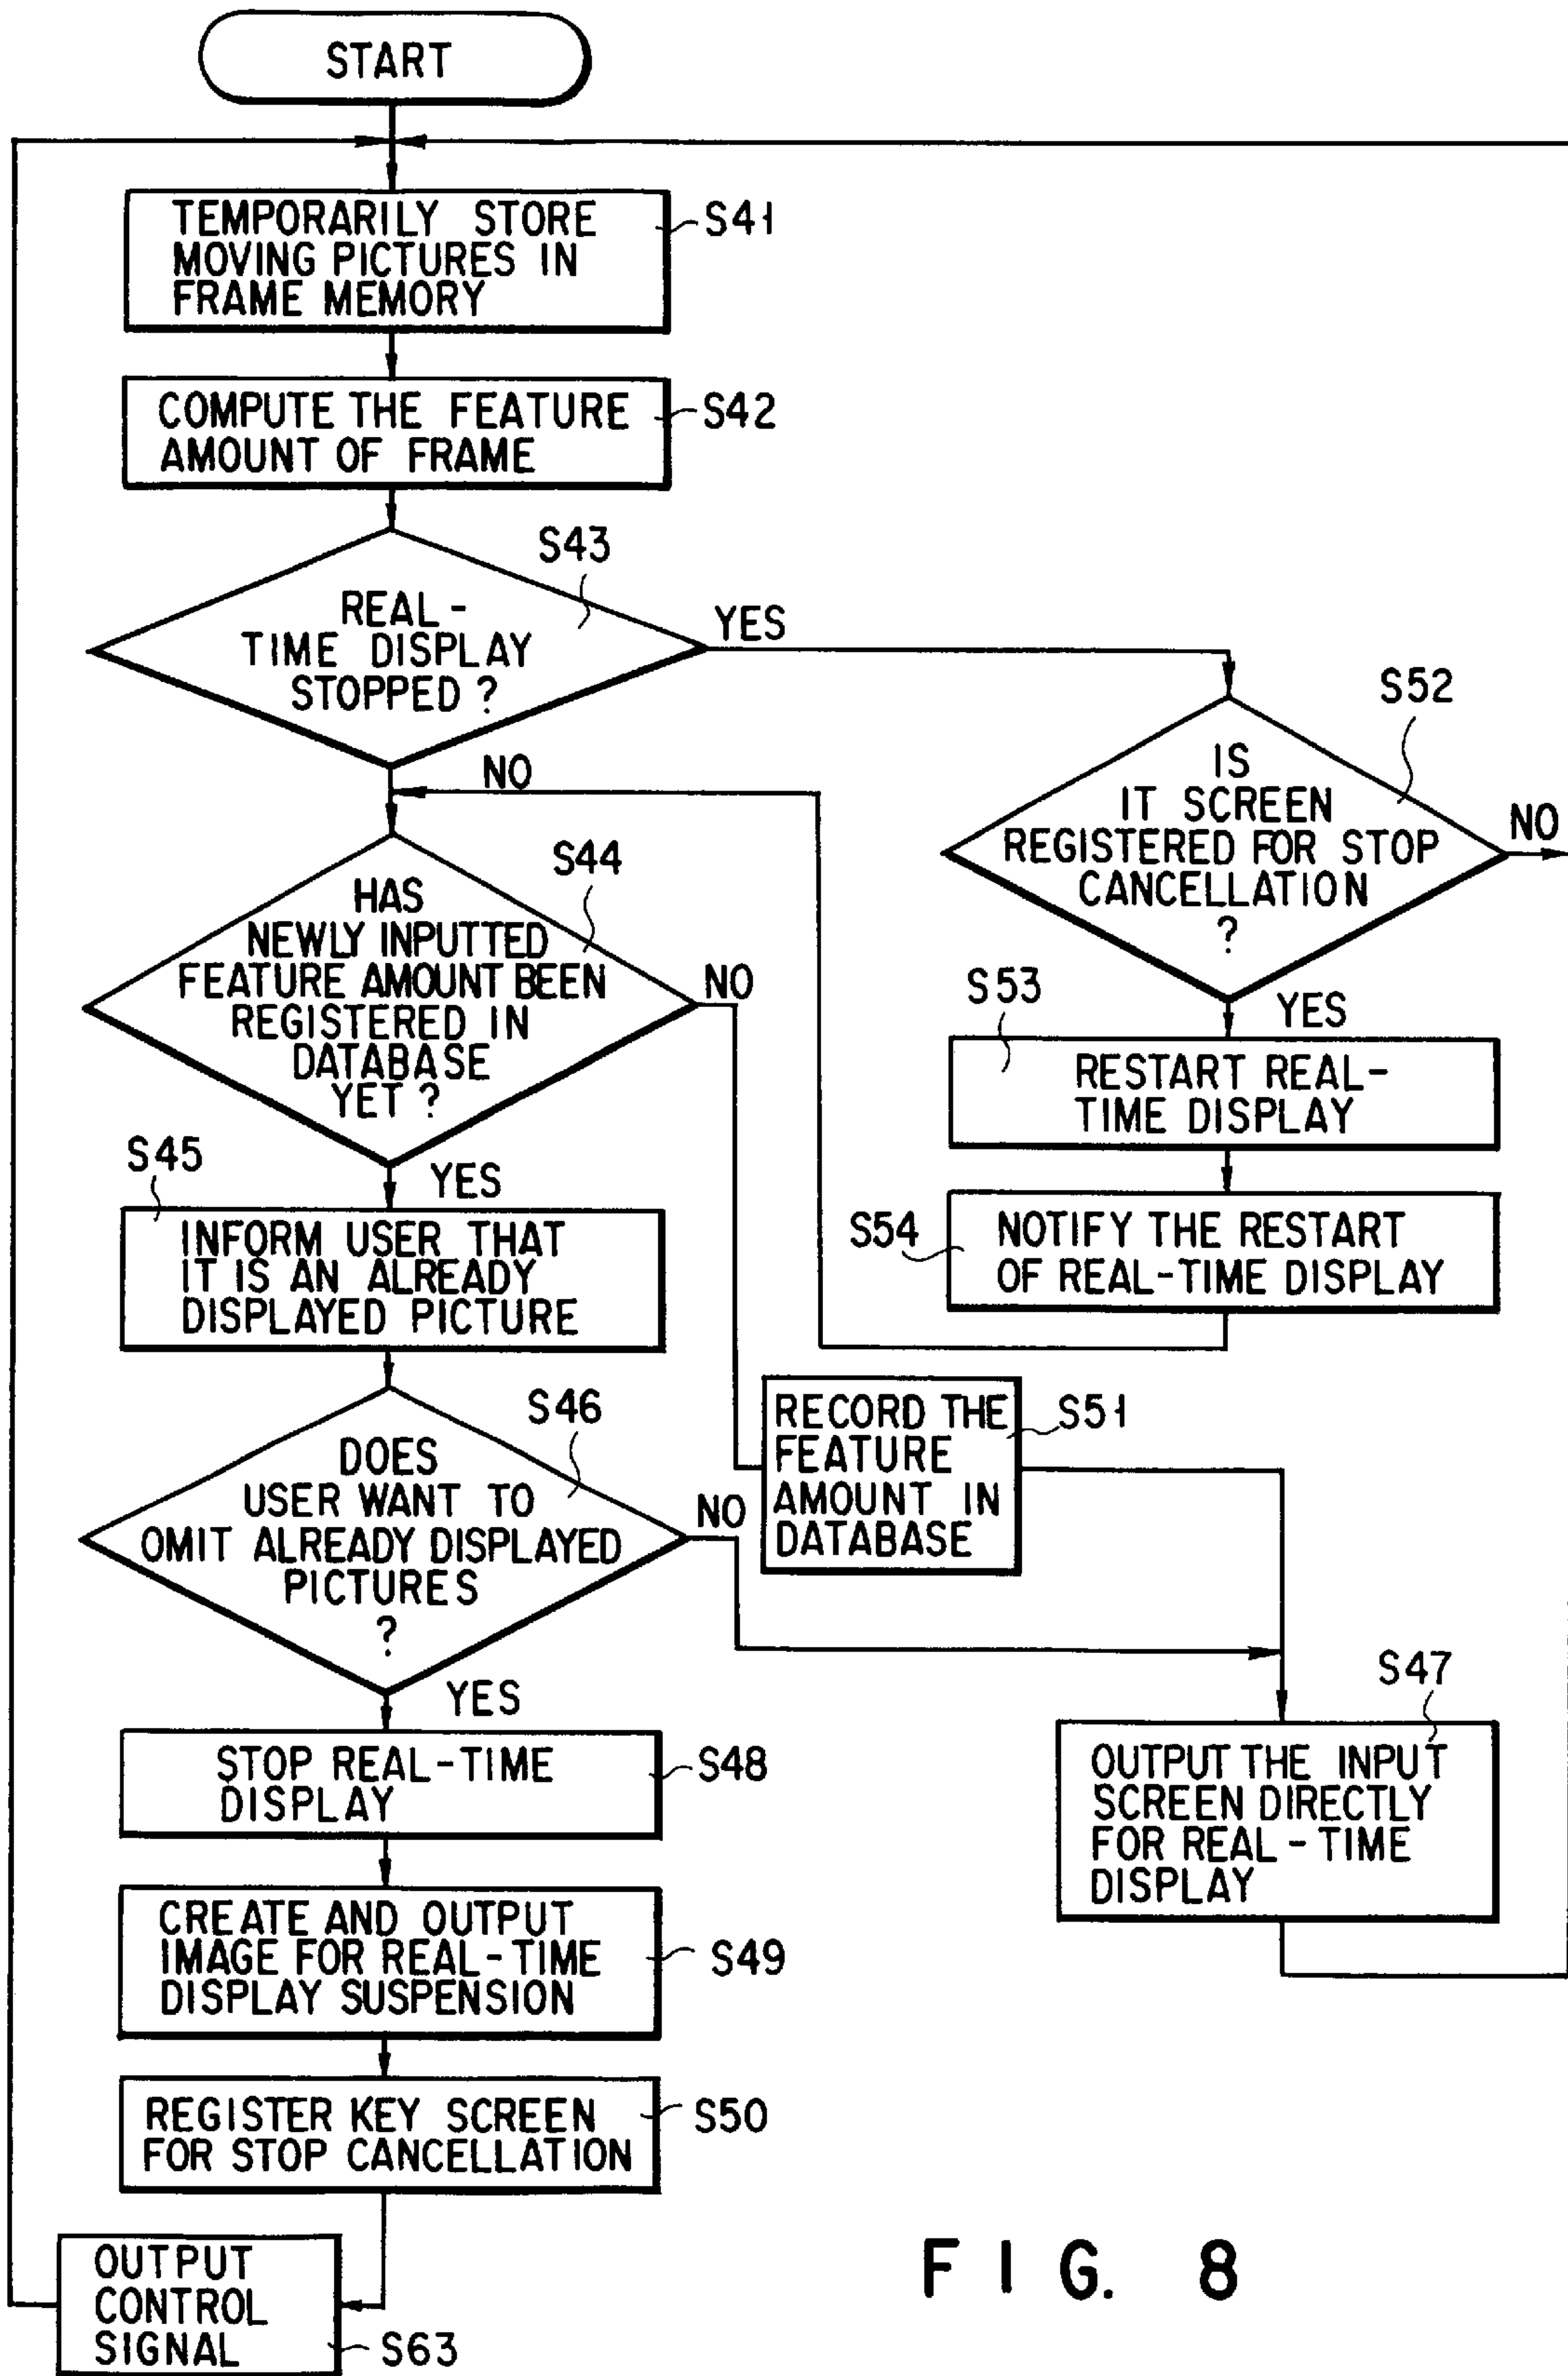 START
TEMPORARILY STORE
MOVING PICTURES IN
FRAME MEMORY
S41
COMPUTE THE FEATURE
AMOUNT OF FRAME
S42
S43
REAL-
TIME DISPLAY
STOPPED ?
YES
NO
S52
IS
IT SCREEN
REGISTERED FOR STOP
CANCELLATION
?
NO
YES
S44
HAS
NEWLY INPUTTED
FEATURE AMOUNT BEEN
REGISTERED IN
DATABASE
YET ?
NO
YES
S53
RESTART REAL-
TIME DISPLAY
S54
NOTIFY THE RESTART
OF REAL-TIME DISPLAY
S45
INFORM USER THAT
IT IS AN ALREADY
DISPLAYED PICTURE
S46
DOES
USER WANT TO
OMIT ALREADY DISPLAYED
PICTURES
?
NO
YES
RECORD THE
FEATURE
AMOUNT IN
DATABASE
S51
S47
OUTPUT THE INPUT
SCREEN DIRECTLY
FOR REAL-TIME
DISPLAY
STOP REAL-TIME
DISPLAY
S48
CREATE AND OUTPUT
IMAGE FOR REAL-TIME
DISPLAY SUSPENSION
S49
REGISTER KEY SCREEN
FOR STOP CANCELLATION
S50
OUTPUT
CONTROL
SIGNAL
S63
FIG. 8